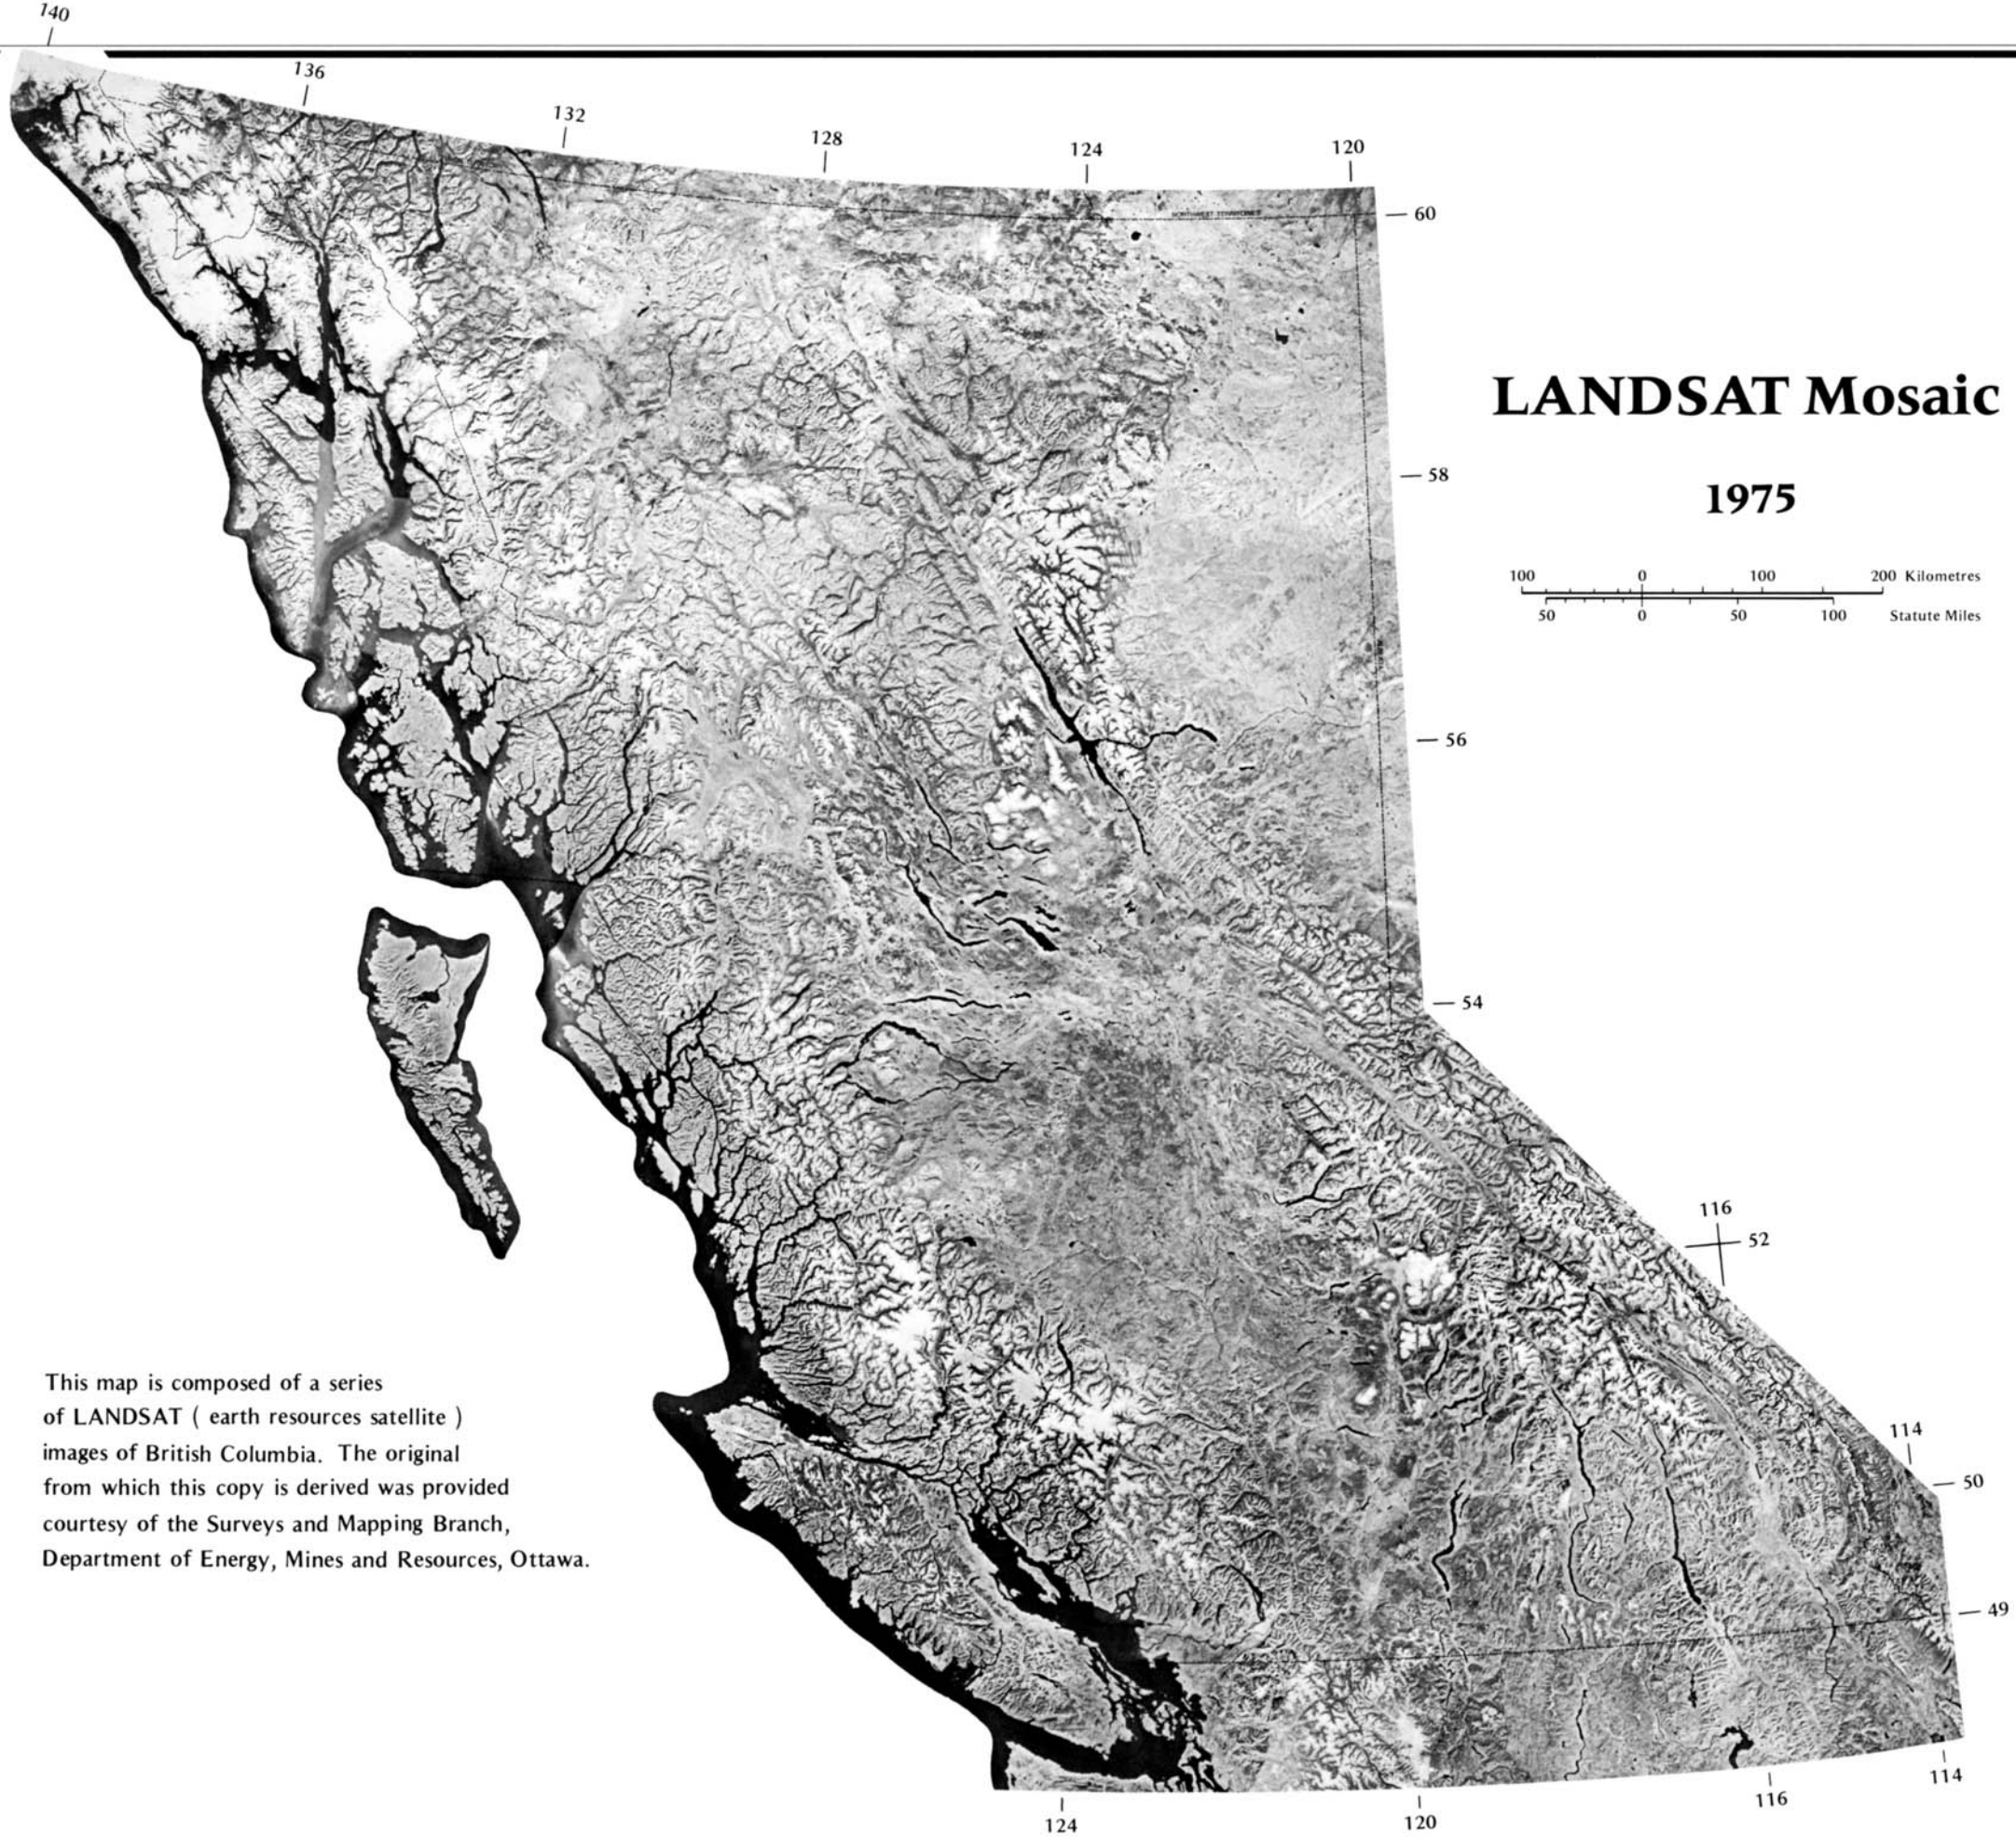 140
136
132
128
124
120
60
NORTHWEST TERRITORIES
LANDSAT Mosaic
58
1975
100 0 100 200 Kilometres
50 0 50 100 Statute Miles
56
54
116
52
This map is composed of a series
of LANDSAT ( earth resources satellite )
images of British Columbia. The original
from which this copy is derived was provided
courtesy of the Surveys and Mapping Branch,
Department of Energy, Mines and Resources, Ottawa.
114
50
49
124
120
116
114